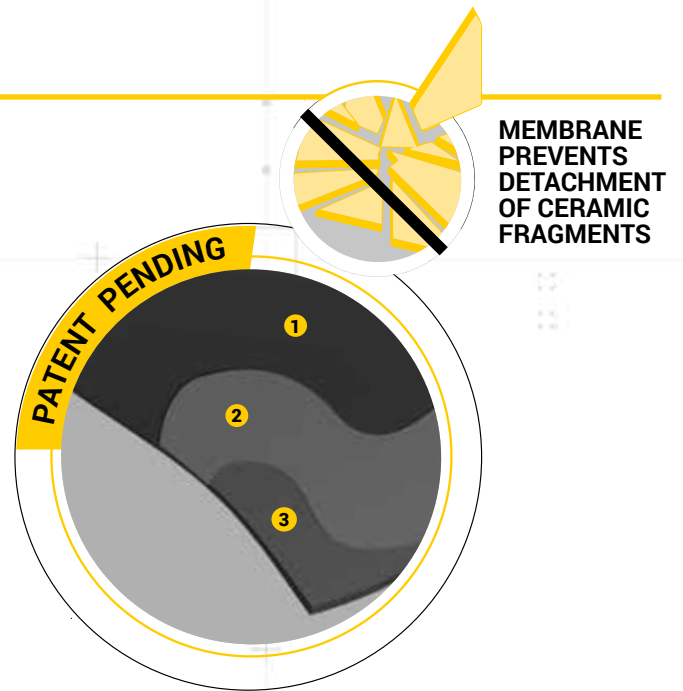 MEMBRANE
PREVENTS
DETACHMENT
OF CERAMIC
FRAGMENTS
PATENT PENDING
1
2
3